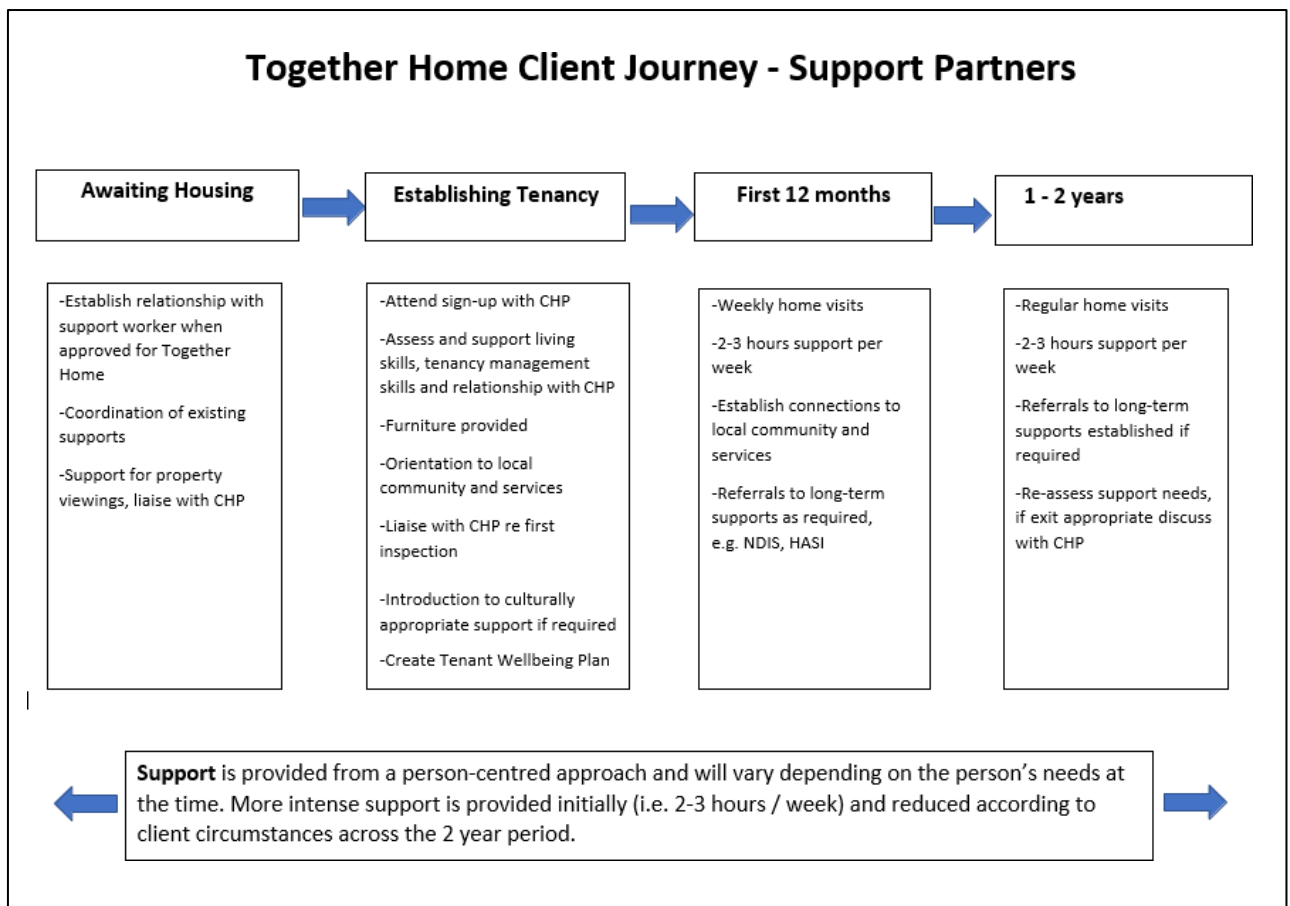 Together Home Client Journey - Support Partners
Awaiting Housing
Establishing Tenancy
First 12 months
1 - 2 years
-Establish relationship with
support worker when
approved for Together
Home
-Coordination of existing
supports
-Support for property
viewings, liaise with CHP
-Attend sign-up with CHP
-Assess and support living
skills, tenancy management
skills and relationship with CHP
-Furniture provided
-Orientation to local
community and services
-Liaise with CHP re first
inspection
-Introduction to culturally
appropriate support if required
-Create Tenant Wellbeing Plan
-Weekly home visits
-2-3 hours support per
week
-Establish connections to
local community and
services
-Referrals to long-term
supports as required,
e.g. NDIS, HASI
-Regular home visits
-2-3 hours support per
week
-Referrals to long-term
supports established if
required
-Re-assess support needs,
if exit appropriate discuss
with CHP
Support is provided from a person-centred approach and will vary depending on the person’s needs at
the time. More intense support is provided initially (i.e. 2-3 hours / week) and reduced according to
client circumstances across the 2 year period.